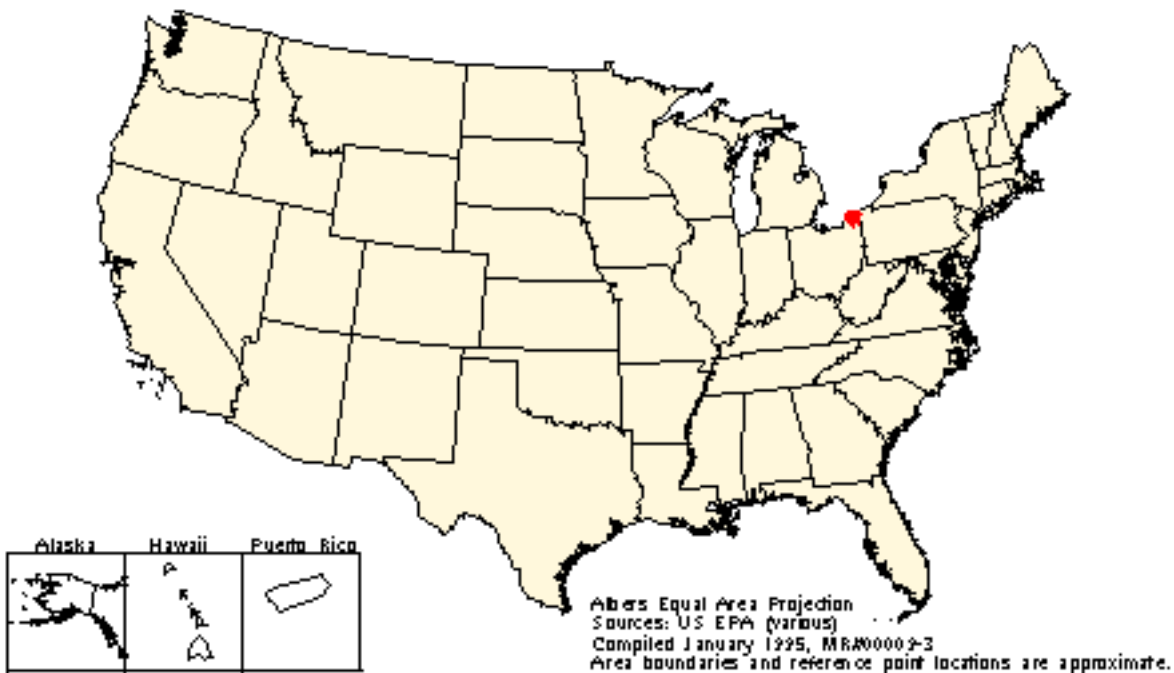 Alaska
Hawaii
Puerto Rico
Albers Equal Area Projection
Sources: US EPA (various)
Compiled January 1995, MR#00009-3
Area boundaries and reference point locations are approximate.